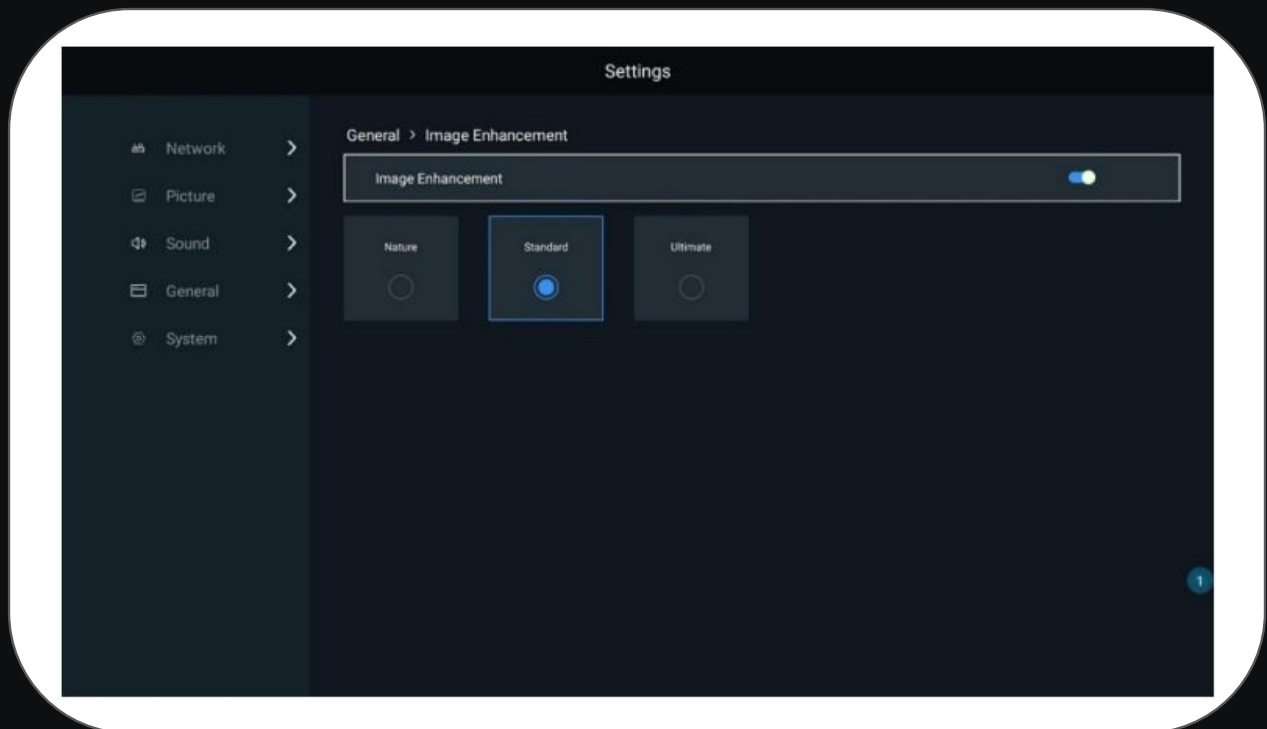 Settings
Network
Picture
Sound
General
System
General > Image Enhancement
Image Enhancement
Nature
Standard
Ultimate
1